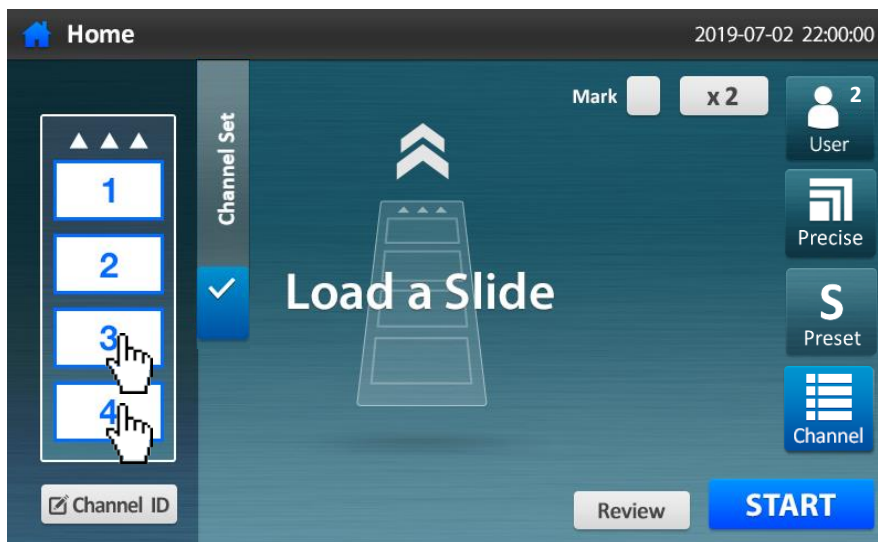 Home
2019-07-02 22:00:00
Mark
x 2
2
User
Channel Set
1
2
3
4
Precise
Load a Slide
S
Preset
Channel
Channel ID
Review
START